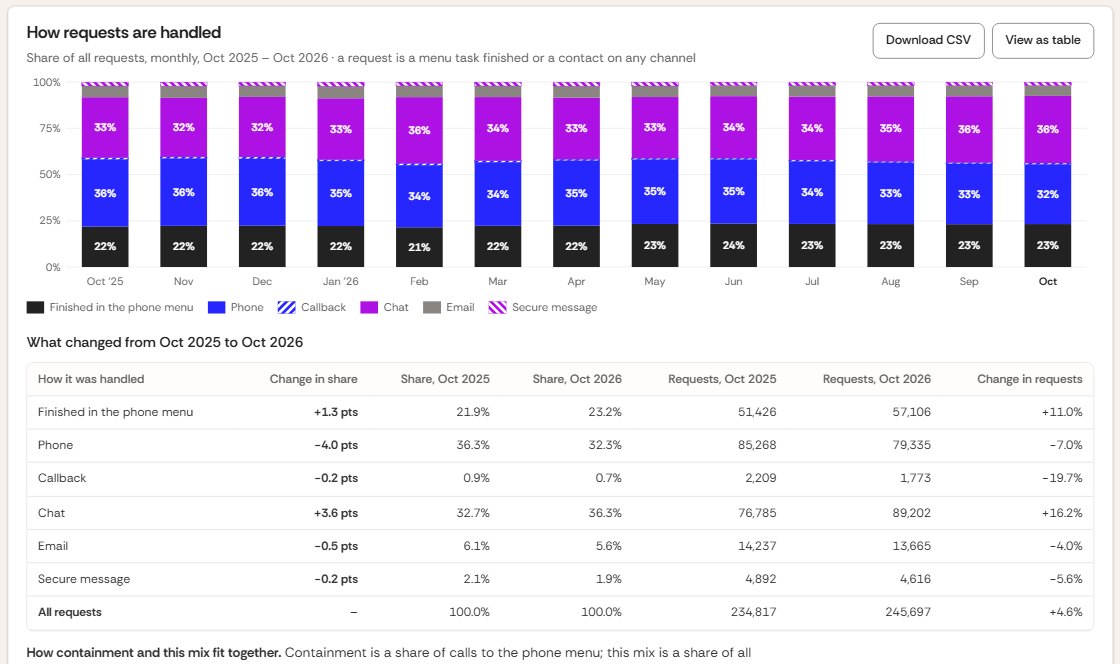 How requests are handled
Download CSV
View as table
Share of all requests, monthly, Oct 2025 – Oct 2026 · a request is a menu task finished or a contact on any channel
100%
75%
50%
25%
0%
33% 32% 32% 33% 36% 34% 33% 33% 34% 34% 35% 36% 36%
36% 36% 36% 35% 34% 34% 35% 35% 35% 34% 33% 33% 32%
22% 22% 22% 22% 21% 22% 22% 23% 24% 23% 23% 23% 23%
Oct '25 Nov Dec Jan '26 Feb Mar Apr May Jun Jul Aug Sep Oct
Finished in the phone menu Phone Callback Chat Email Secure message
What changed from Oct 2025 to Oct 2026
How it was handled Change in share Share, Oct 2025 Share, Oct 2026 Requests, Oct 2025 Requests, Oct 2026 Change in requests
Finished in the phone menu +1.3 pts 21.9% 23.2% 51,426 57,106 +11.0%
Phone −4.0 pts 36.3% 32.3% 85,268 79,335 −7.0%
Callback −0.2 pts 0.9% 0.7% 2,209 1,773 −19.7%
Chat +3.6 pts 32.7% 36.3% 76,785 89,202 +16.2%
Email −0.5 pts 6.1% 5.6% 14,237 13,665 −4.0%
Secure message −0.2 pts 2.1% 1.9% 4,892 4,616 −5.6%
All requests – 100.0% 100.0% 234,817 245,697 +4.6%
How containment and this mix fit together. Containment is a share of calls to the phone menu; this mix is a share of all